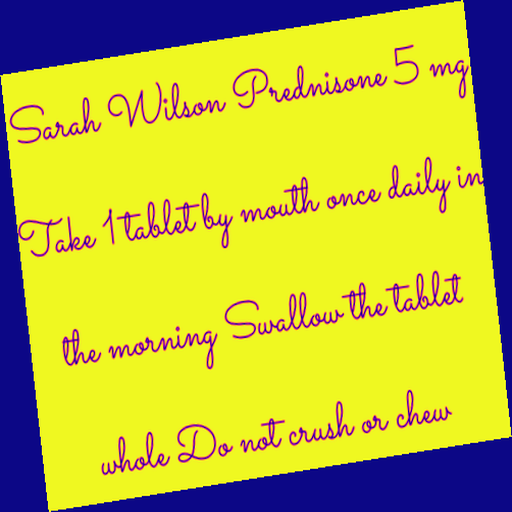 Sarah Wilson Prednisone 5 mg
Take 1 tablet by mouth once daily in
the morning Swallow the tablet
whole Do not crush or chew